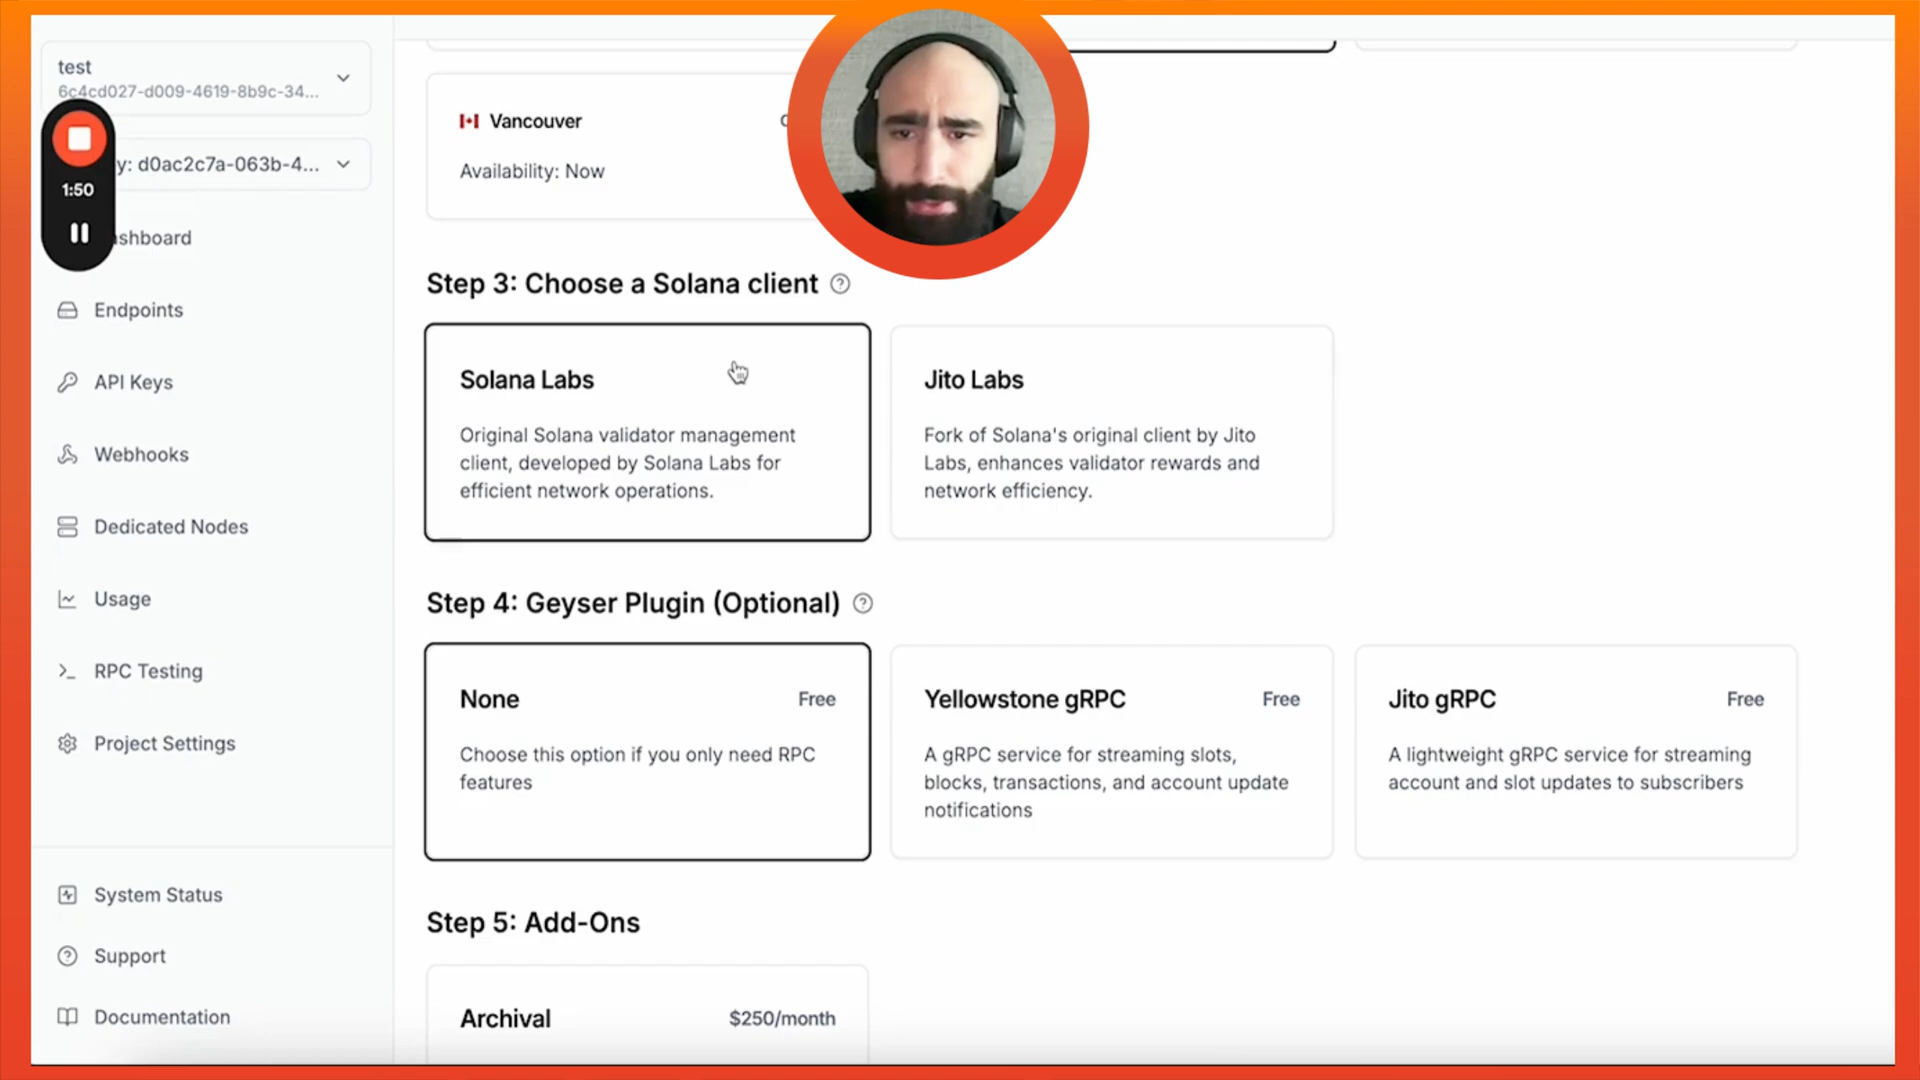 test
6c4cd027-d009-4619-8b9c-34...
y: d0ac2c7a-063b-4...
1:50
shboard
Endpoints
API Keys
Webhooks
Dedicated Nodes
Usage
RPC Testing
Project Settings
System Status
Support
Documentation
Vancouver
Availability: Now
Step 3: Choose a Solana client
Solana Labs
Original Solana validator management
client, developed by Solana Labs for
efficient network operations.
Jito Labs
Fork of Solana's original client by Jito
Labs, enhances validator rewards and
network efficiency.
Step 4: Geyser Plugin (Optional)
None Free
Choose this option if you only need RPC
features
Yellowstone gRPC Free
A gRPC service for streaming slots,
blocks, transactions, and account update
notifications
Jito gRPC Free
A lightweight gRPC service for streaming
account and slot updates to subscribers
Step 5: Add-Ons
Archival $250/month